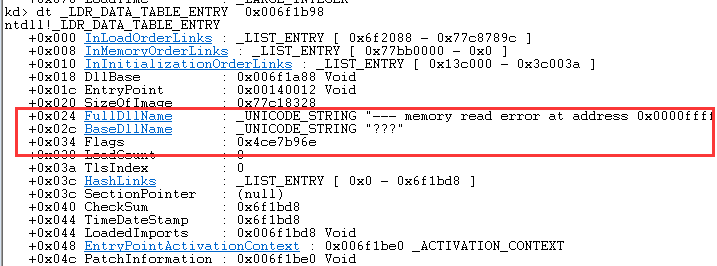 kd> dt _LDR_DATA_TABLE_ENTRY 0x006f1b98
ntdll!_LDR_DATA_TABLE_ENTRY
+0x000 InLoadOrderLinks : _LIST_ENTRY [ 0x6f2088 - 0x77c8789c ]
+0x008 InMemoryOrderLinks : _LIST_ENTRY [ 0x77bb0000 - 0x0 ]
+0x010 InInitializationOrderLinks : _LIST_ENTRY [ 0x13c000 - 0x3c003a ]
+0x018 DllBase : 0x006f1a88 Void
+0x01c EntryPoint : 0x00140012 Void
+0x020 SizeOfImage : 0x77c18328
+0x024 FullDllName : _UNICODE_STRING "--- memory read error at address 0x0000ffff
+0x02c BaseDllName : _UNICODE_STRING "???"
+0x034 Flags : 0x4ce7b96e
+0x038 LoadCount : 0
+0x03a TlsIndex : 0
+0x03c HashLinks : _LIST_ENTRY [ 0x0 - 0x6f1bd8 ]
+0x03c SectionPointer : (null)
+0x040 CheckSum : 0x6f1bd8
+0x044 TimeDateStamp : 0x6f1bd8
+0x044 LoadedImports : 0x006f1bd8 Void
+0x048 EntryPointActivationContext : 0x006f1be0 _ACTIVATION_CONTEXT
+0x04c PatchInformation : 0x006f1be0 Void